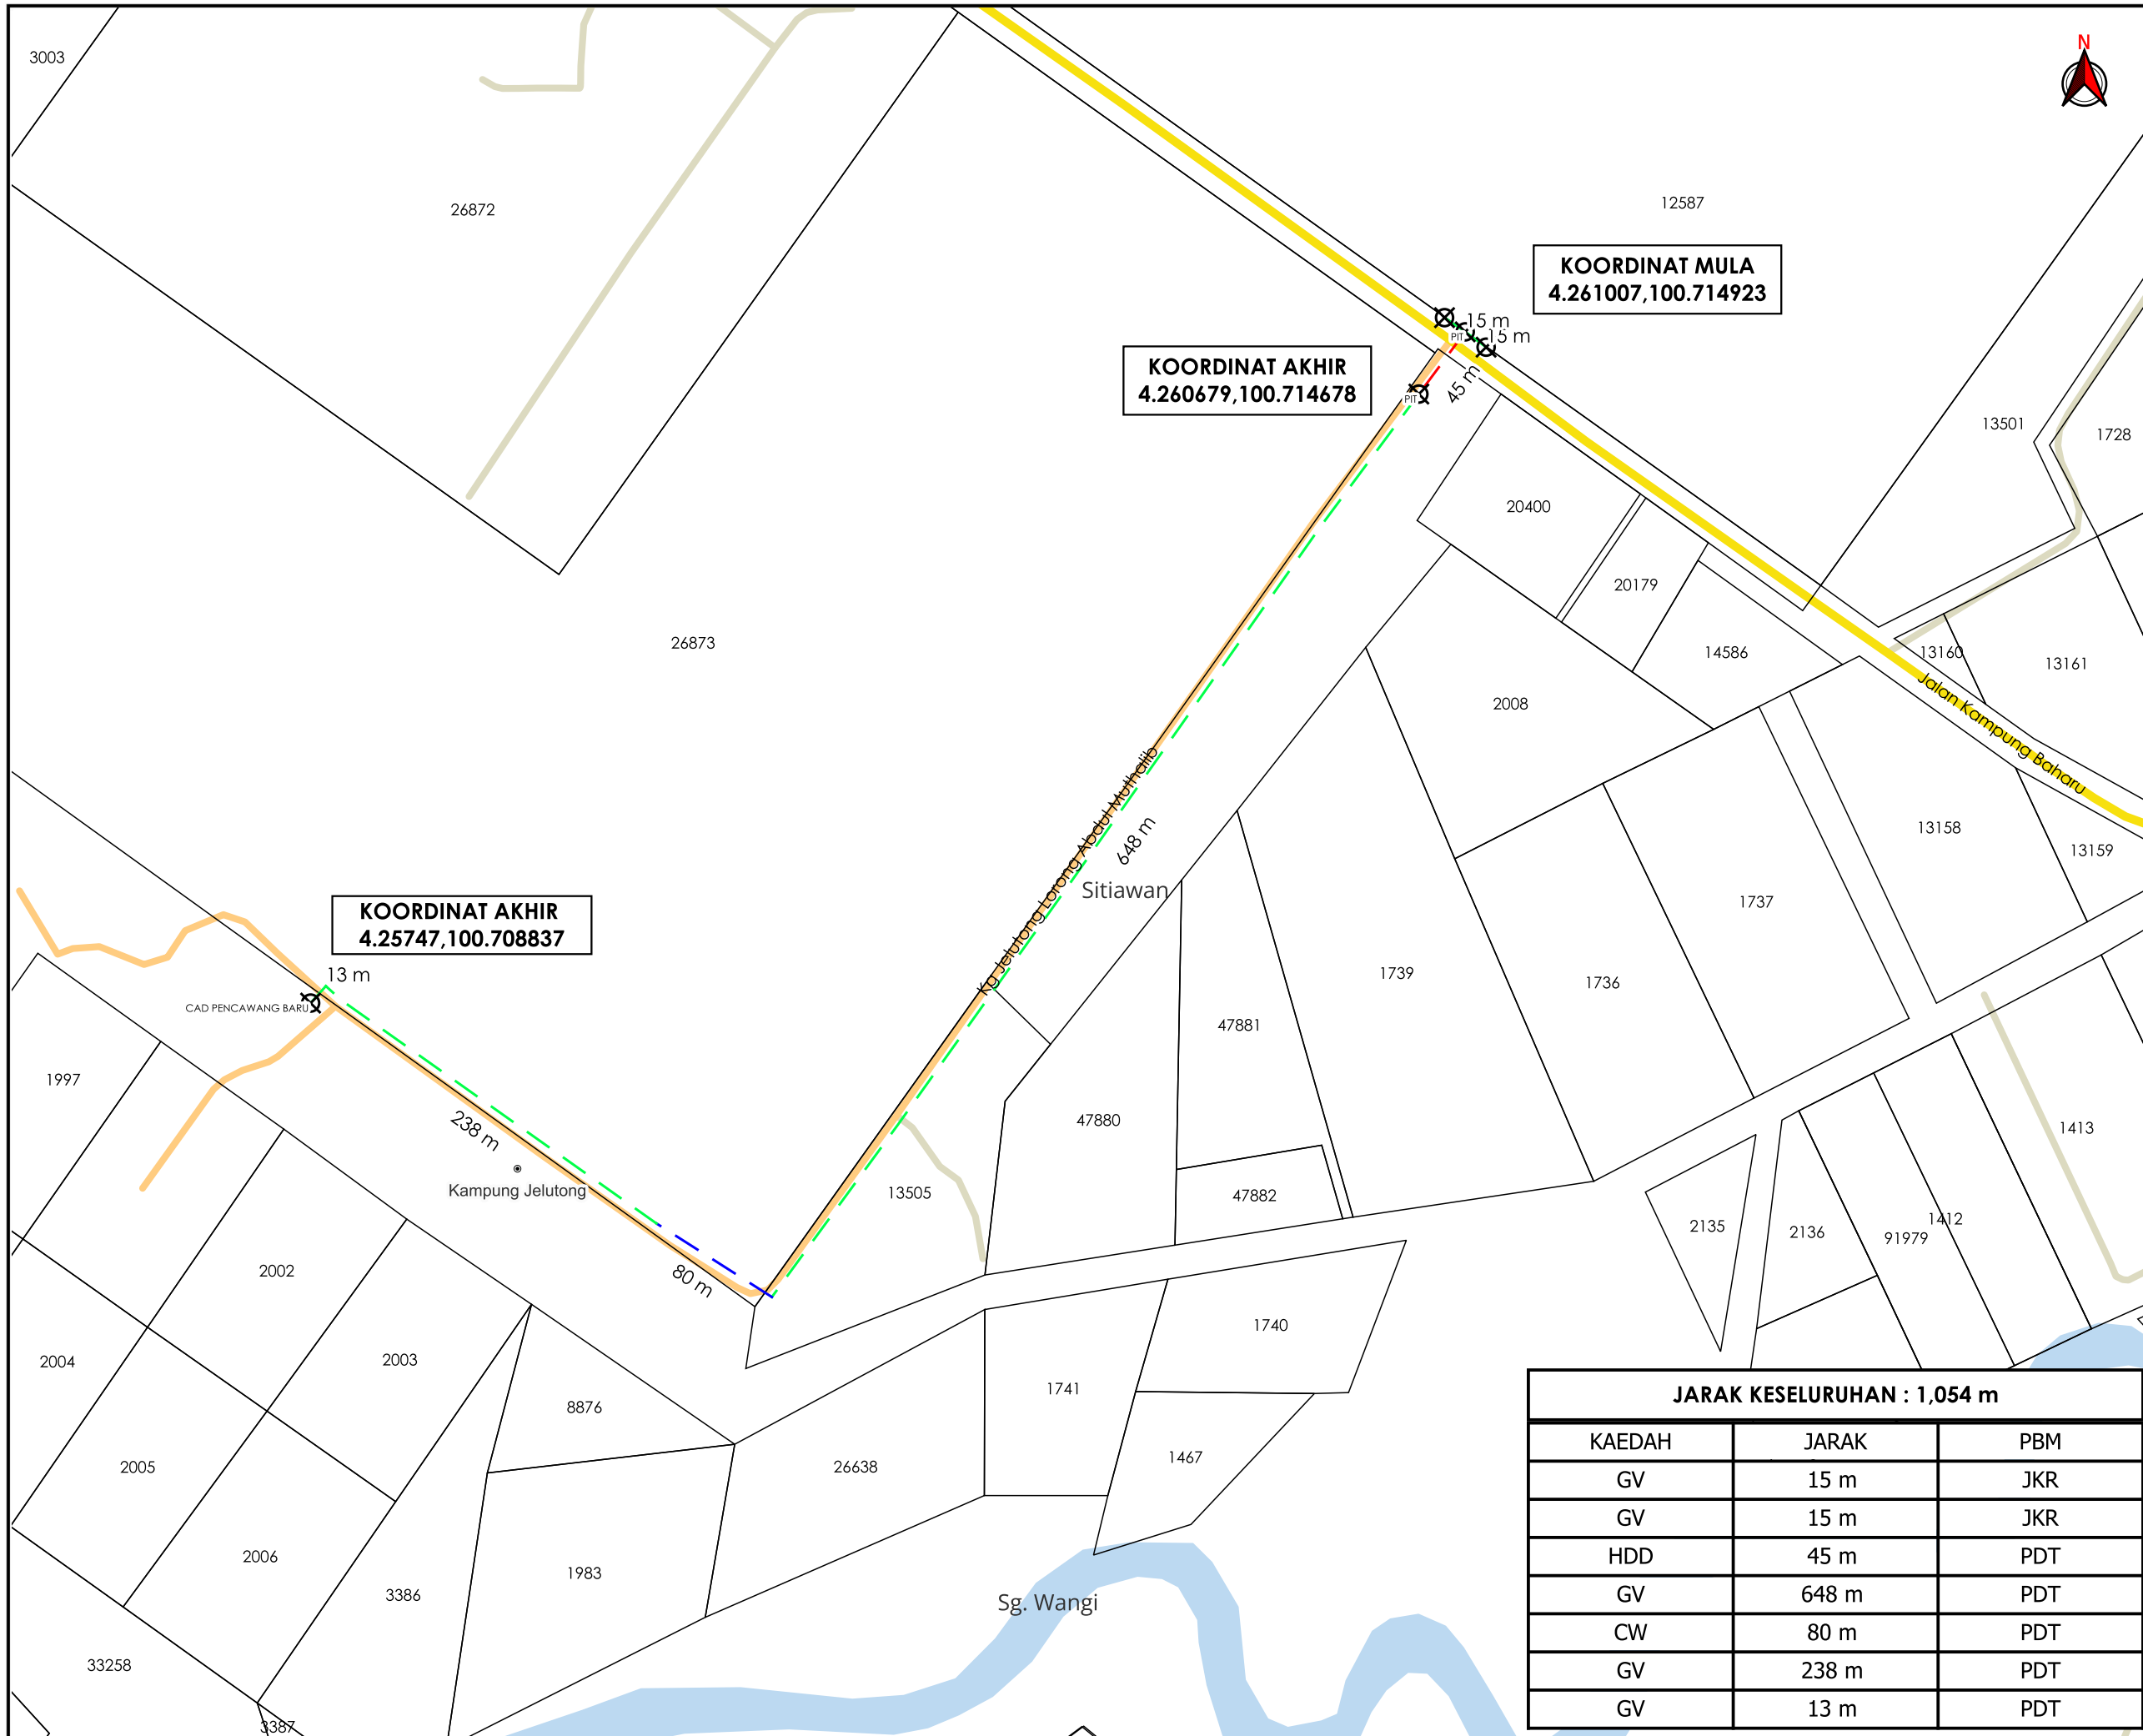 3003
N
26872
12587
KOORDINAT MULA
4.261007,100.714923
15 m
PIT
15 m
KOORDINAT AKHIR
4.260679,100.714678
45 m
PIT
13501
1728
20400
20179
26873
14586
13160
13161
2008
Jalan Kampung Baharu
Kg Jelutong Lorong Abdul Muthalib
648 m
Sitiawan
13158
13159
KOORDINAT AKHIR
4.25747,100.708837
13 m
CAD PENCAWANG BARU
1737
1739
1736
47881
1997
238 m
47880
1413
Kampung Jelutong
13505
47882
2135
2136
1412
91979
2002
80 m
2004
2003
1740
1741
8876
2005
26638
1467
2006
1983
3386
Sg. Wangi
33258
3387
JARAK KESELURUHAN : 1,054 m
KAEDAH JARAK PBM
GV 15 m JKR
GV 15 m JKR
HDD 45 m PDT
GV 648 m PDT
CW 80 m PDT
GV 238 m PDT
GV 13 m PDT